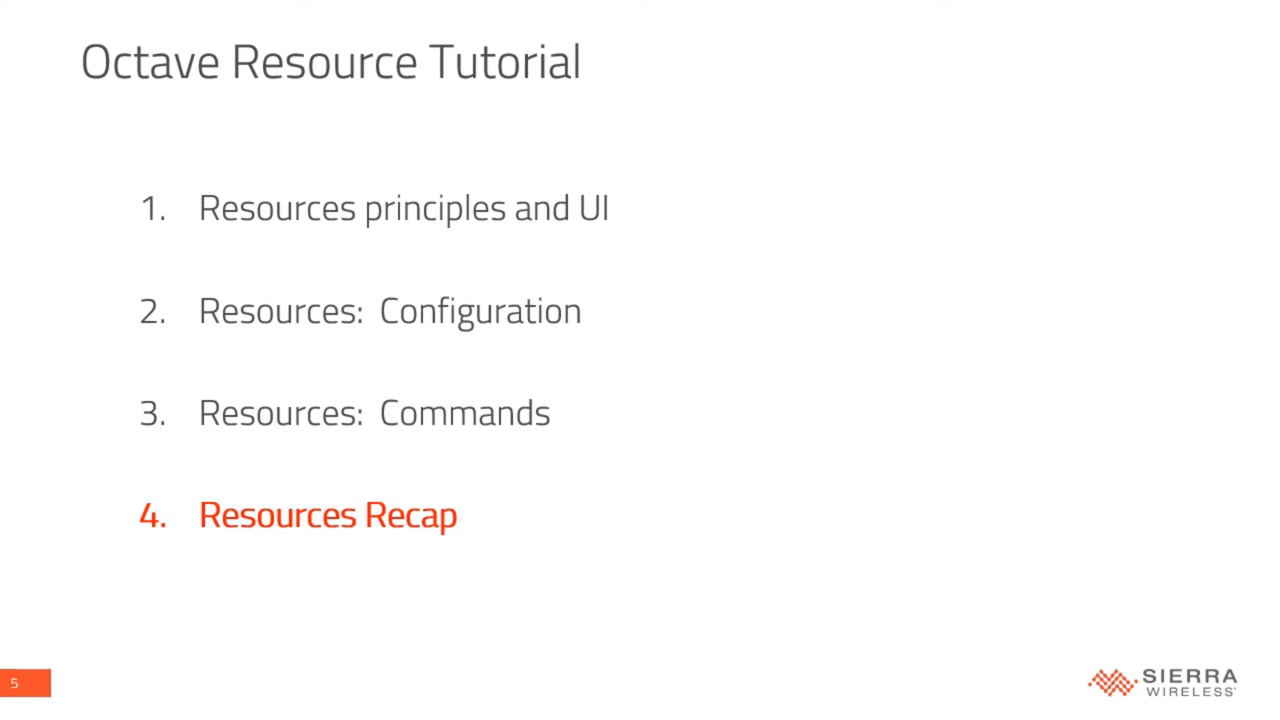 Octave Resource Tutorial
1. Resources principles and UI
2. Resources: Configuration
3. Resources: Commands
4. Resources Recap
5
SIERRA
WIRELESS